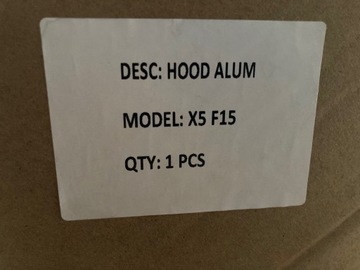 DESC: HOOD ALUM
MODEL: X5 F15
QTY: 1 PCS